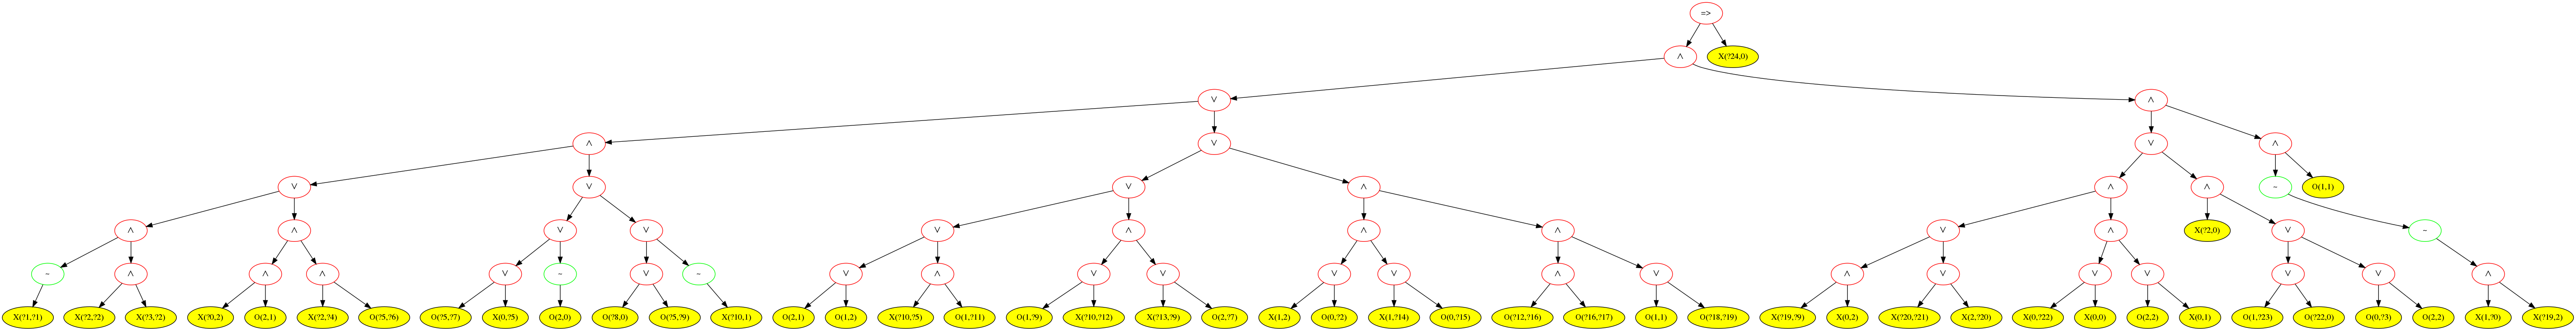 =>
∧ X(?24,0)
∨ ∧
∧ ∨ ∨ ∧
∨ ∨ ∨ ∧ ∧ ∧ ~ O(1,1)
∧ ∧ ∨ ∨ ∨ ∧ ∧ ∧ ∨ ∧ X(?2,0) ∨ ~
~ ∧ ∧ ∧ ∨ ~ ∨ ~ ∨ ∧ ∨ ∨ ∨ ∨ ∧ ∨ ∧ ∨ ∨ ∨ ∨ ∨ ∧
X(?1,?1) X(?2,?2) X(?3,?2) X(?0,2) O(2,1) X(?2,?4) O(?5,?6) O(?5,?7) X(0,?5) O(2,0) O(?8,0) O(?5,?9) X(?10,1) O(2,1) O(1,2) X(?10,?5) O(1,?11) O(1,?9) X(?10,?12) X(?13,?9) O(2,?7) X(1,2) O(0,?2) X(1,?14) O(0,?15) O(?12,?16) O(?16,?17) O(1,1) O(?18,?19) X(?19,?9) X(0,2) X(?20,?21) X(2,?20) X(0,?22) X(0,0) O(2,2) X(0,1) O(1,?23) O(?22,0) O(0,?3) O(2,2) X(1,?0) X(?19,2)